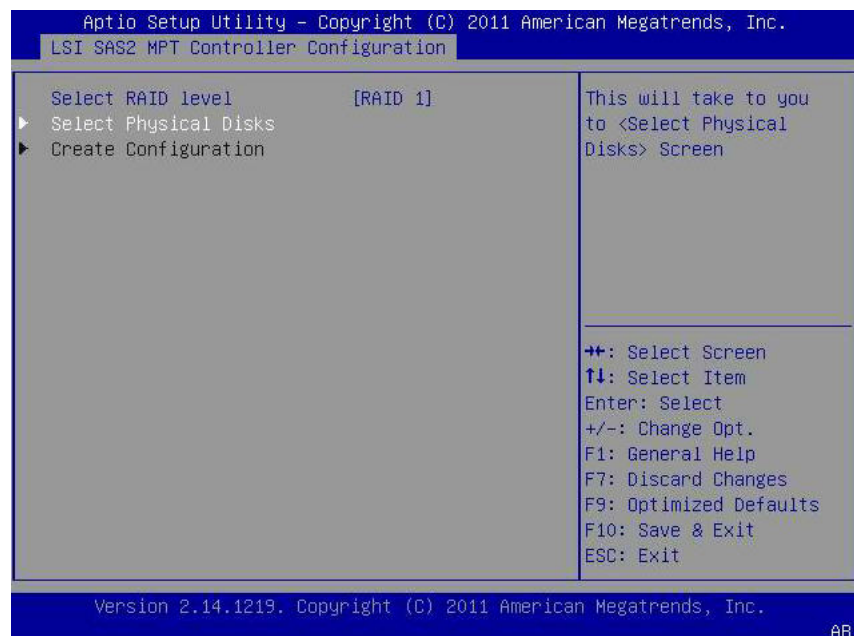 Aptio Setup Utility – Copyright (C) 2011 American Megatrends, Inc.
LSI SAS2 MPT Controller Configuration
Select RAID level [RAID 1]
Select Physical Disks
Create Configuration
This will take to you
to <Select Physical
Disks> Screen
→←: Select Screen
↑↓: Select Item
Enter: Select
+/-: Change Opt.
F1: General Help
F7: Discard Changes
F9: Optimized Defaults
F10: Save & Exit
ESC: Exit
Version 2.14.1219. Copyright (C) 2011 American Megatrends, Inc.
AB